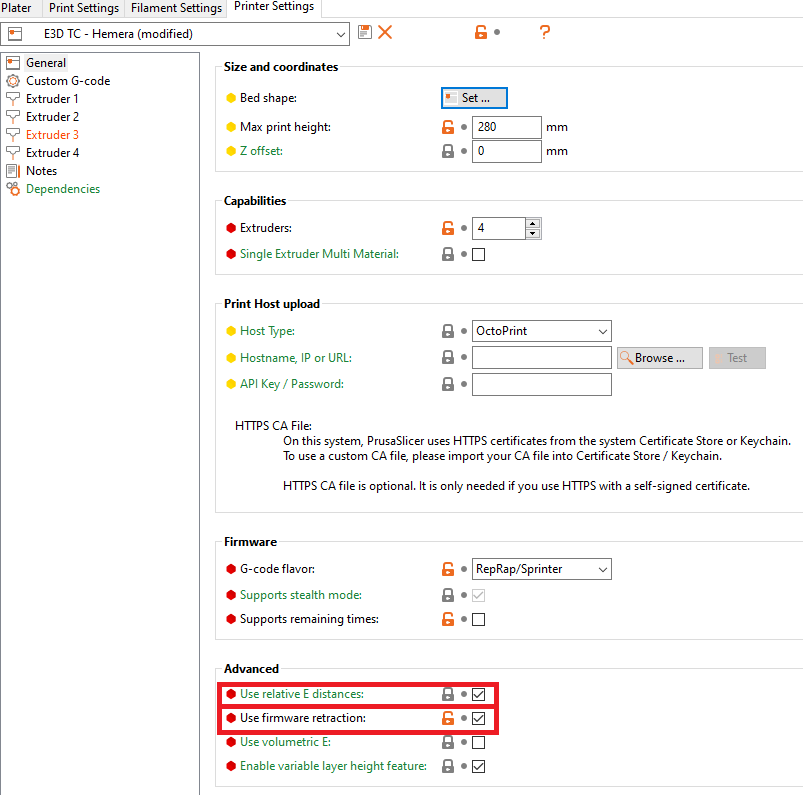 Plater Print Settings Filament Settings Printer Settings
E3D TC - Hemera (modified) ?
General
Custom G-code
Extruder 1
Extruder 2
Extruder 3
Extruder 4
Notes
Dependencies
Size and coordinates
Bed shape: Set ...
Max print height: 280 mm
Z offset: 0 mm
Capabilities
Extruders: 4
Single Extruder Multi Material:
Print Host upload
Host Type: OctoPrint
Hostname, IP or URL: Browse ... Test
API Key / Password:
HTTPS CA File:
On this system, PrusaSlicer uses HTTPS certificates from the system Certificate Store or Keychain.
To use a custom CA file, please import your CA file into Certificate Store / Keychain.
HTTPS CA file is optional. It is only needed if you use HTTPS with a self-signed certificate.
Firmware
G-code flavor: RepRap/Sprinter
Supports stealth mode:
Supports remaining times:
Advanced
Use relative E distances:
Use firmware retraction:
Use volumetric E:
Enable variable layer height feature: